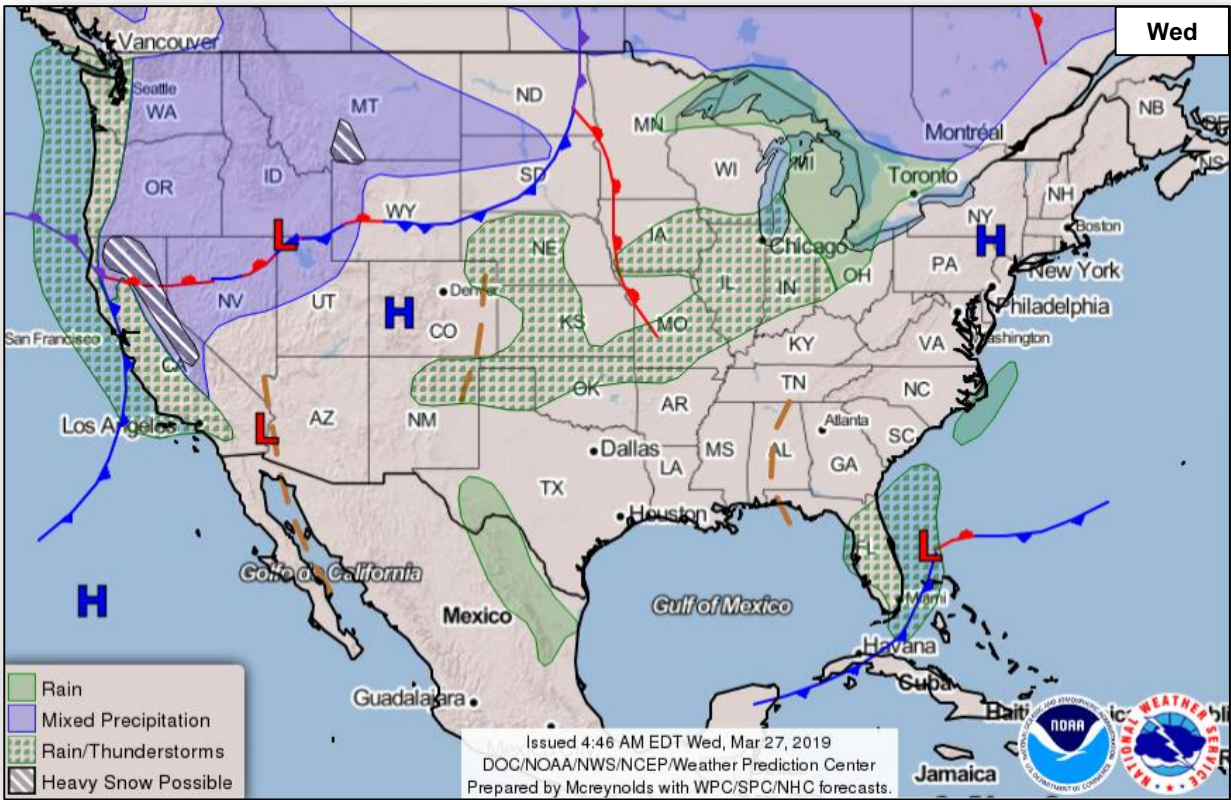 Wed
Vancouver
Seattle
WA
MT
ND
MN
Montréal
NB
NS
OR
ID
SD
WI
MI
Toronto
NH
WY
NY
Boston
L
H
NE
IA
Chicago
PA
New York
NV
UT
Denver
IL
IN
OH
Philadelphia
San Francisco
H
CO
KS
MO
KY
VA
CA
TN
NC
Los Angeles
L
AZ
NM
OK
AR
Atlanta
SC
Dallas
MS
AL
GA
LA
TX
Houston
FL
L
Golfo de California
H
Mexico
Gulf of Mexico
Miami
Havana
Cuba
Guadalajara
Jamaica
Rain
Mixed Precipitation
Rain/Thunderstorms
Heavy Snow Possible
Issued 4:46 AM EDT Wed, Mar 27, 2019
DOC/NOAA/NWS/NCEP/Weather Prediction Center
Prepared by Mcreynolds with WPC/SPC/NHC forecasts.
NOAA
NATIONAL WEATHER SERVICE